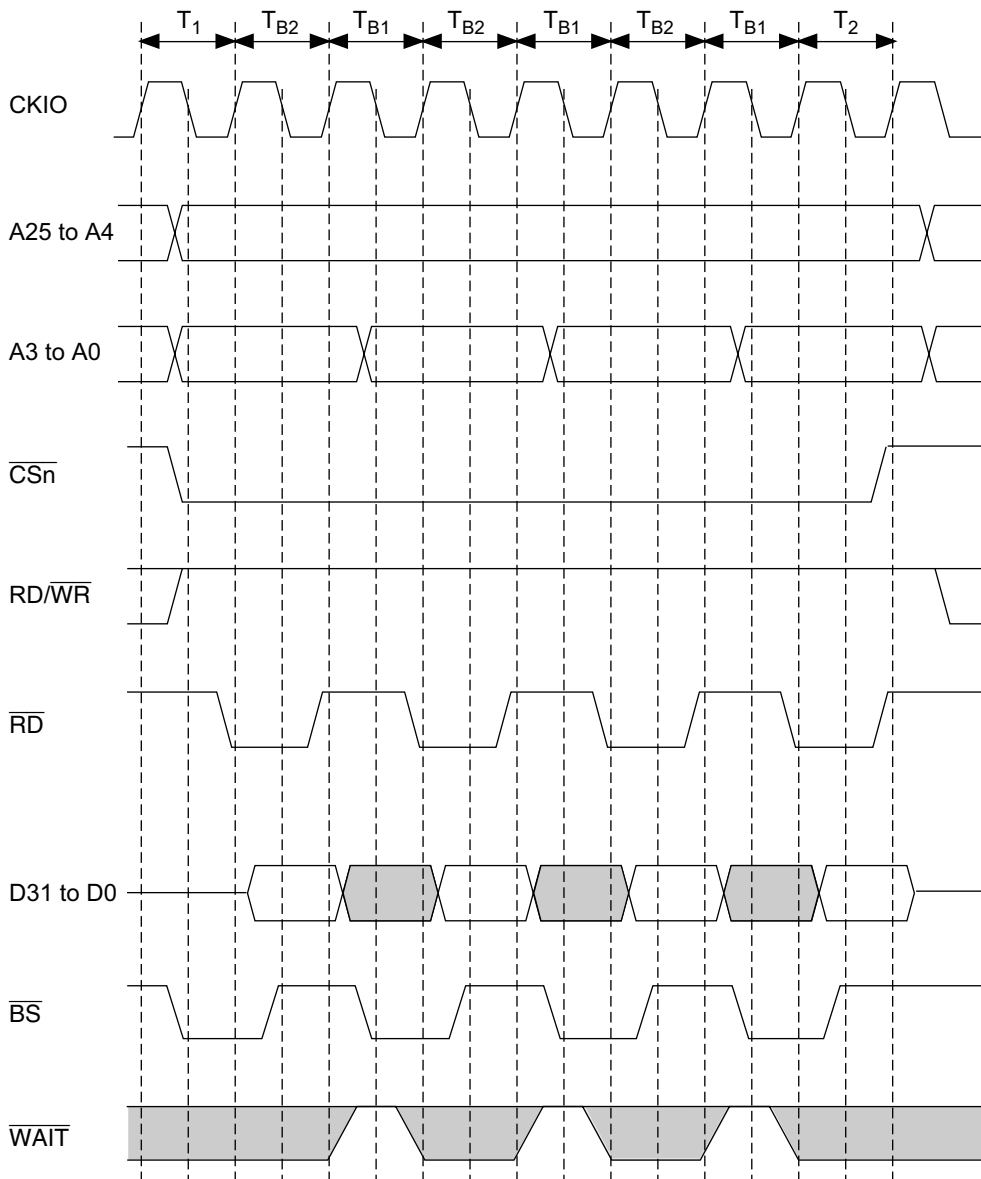 T1 TB2 TB1 TB2 TB1 TB2 TB1 T2
CKIO
A25 to A4
A3 to A0
CSn
RD/WR
RD
D31 to D0
BS
WAIT